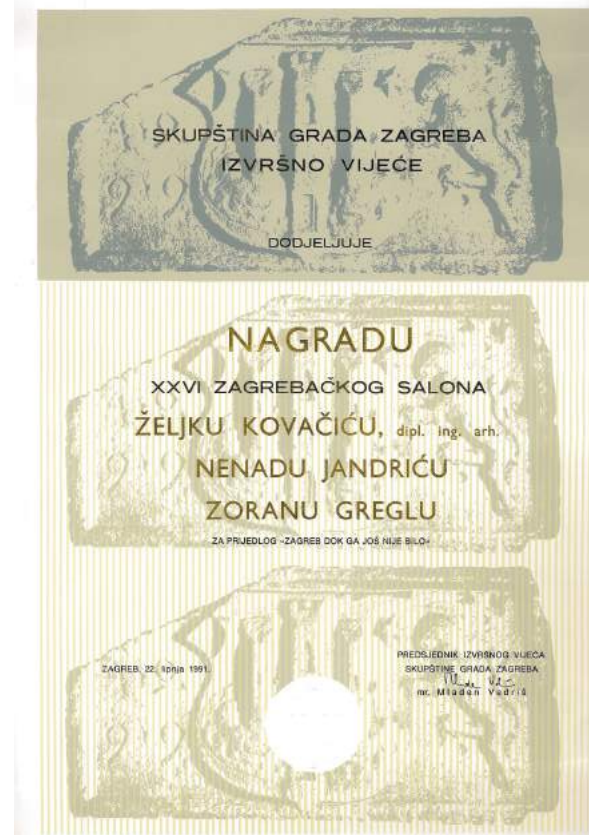 SKUPŠTINA GRADA ZAGREBA
IZVRŠNO VIJEĆE
DODJELJUJE
NAGRADU
XXVI ZAGREBAČKOG SALONA
ŽELJKU KOVAČIĆU, dipl. ing. arh.
NENADU JANDRIĆU
ZORANU GREGLU
ZA PRIJEDLOG »ZAGREB DOK GA JOŠ NIJE BILO«
ZAGREB, 22. lipnja 1991.
PREDSJEDNIK IZVRŠNOG VIJEĆA
SKUPŠTINE GRADA ZAGREBA
mr. Mladen Vedriš